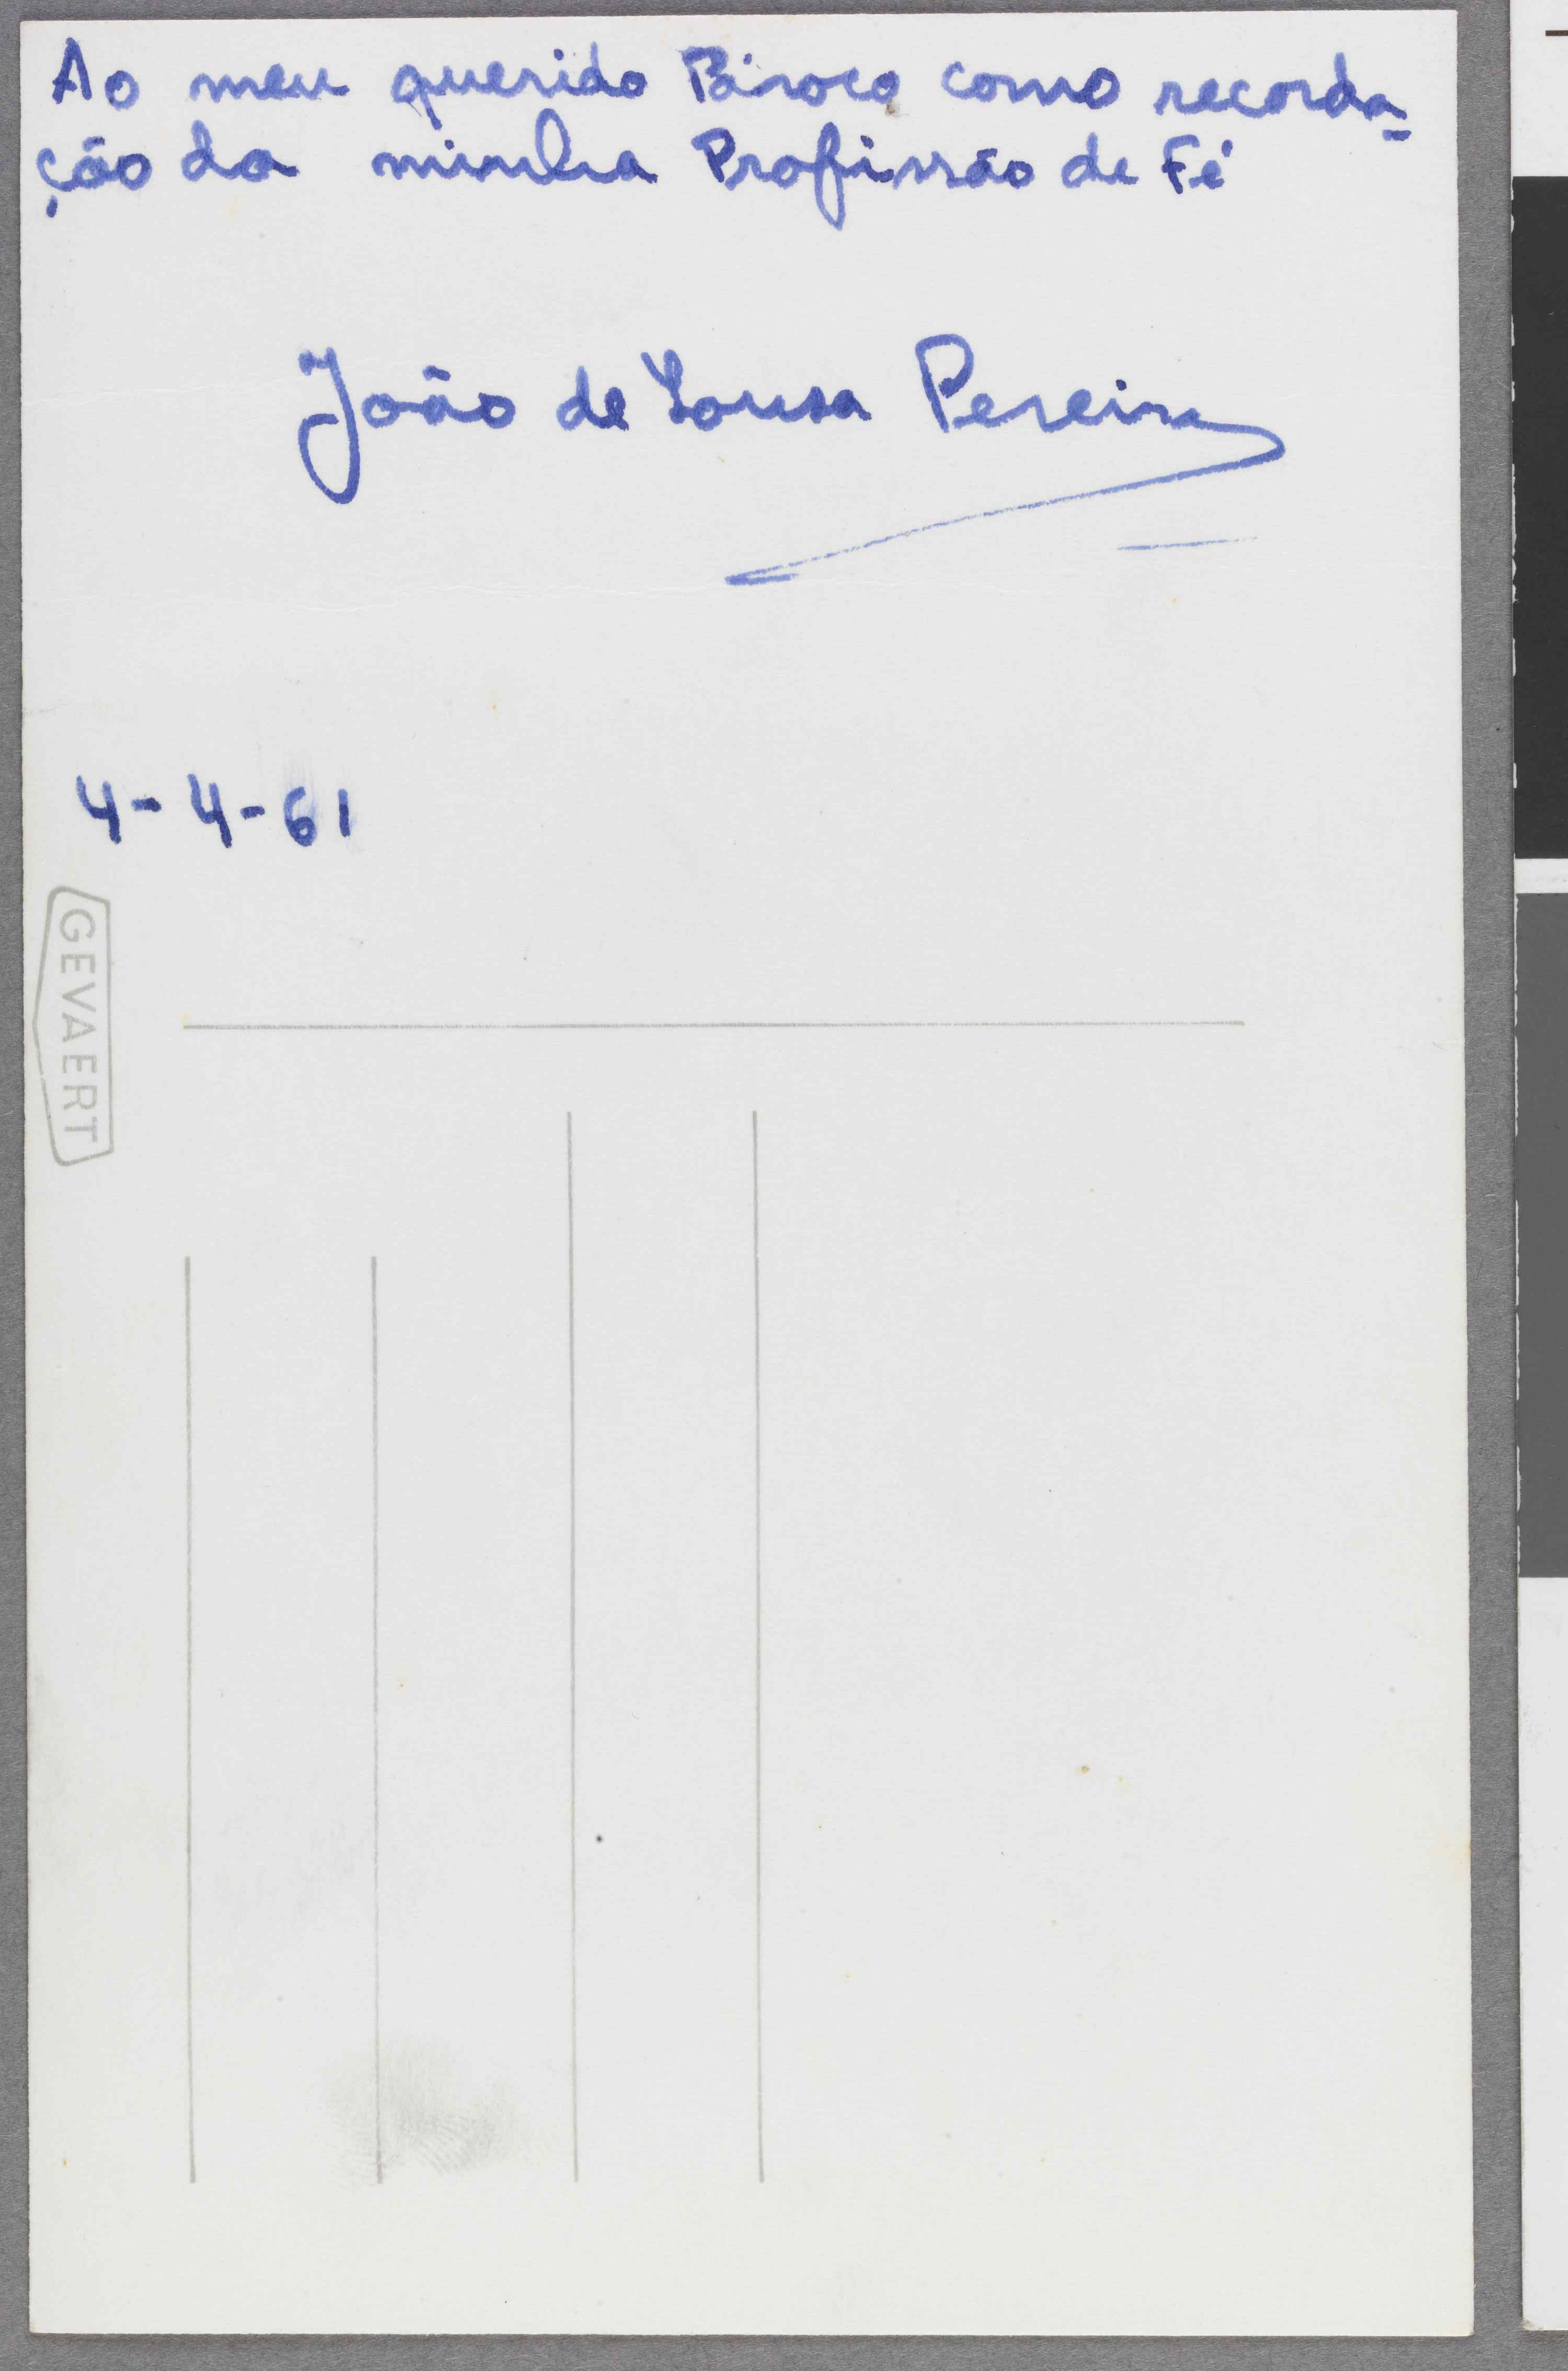 Ao meu querido Pároco como recorda-
ção da minha Profissão de Fé
João de Sousa Pereira
4-4-61
GEVAERT